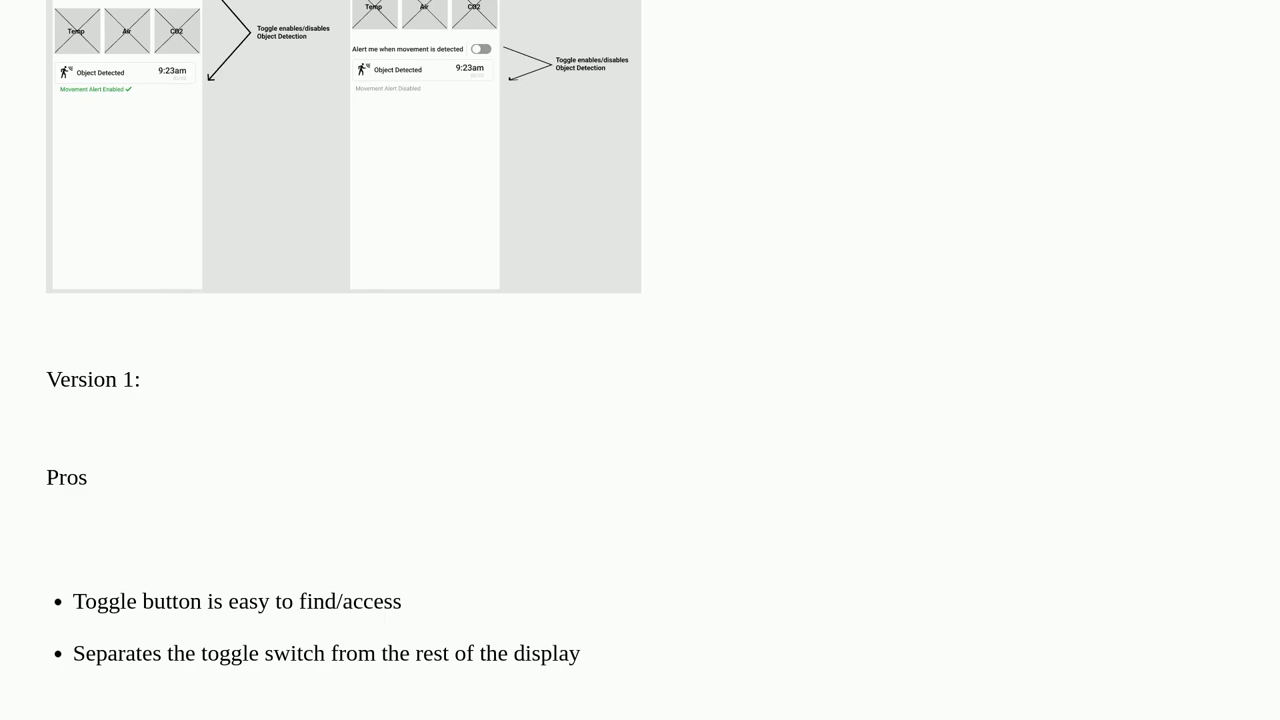 Temp Air CO2
Toggle enables/disables
Object Detection
Object Detected 9:23am
Movement Alert Enabled
Temp Air CO2
Alert me when movement is detected
Toggle enables/disables
Object Detection
Object Detected 9:23am
Movement Alert Disabled
Version 1:
Pros
• Toggle button is easy to find/access
• Separates the toggle switch from the rest of the display